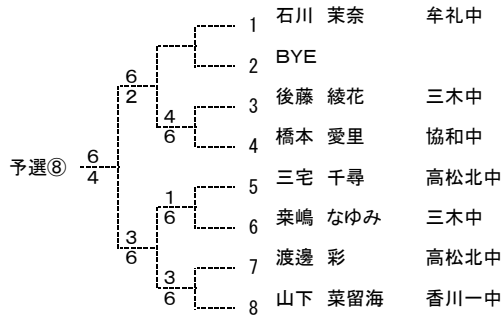 1 石川 茉奈 牟礼中
2 BYE
6
2
3 後藤 綾花 三木中
4
6
4 橋本 愛里 協和中
予選⑧ 6
4
5 三宅 千尋 高松北中
1
6
6 桒嶋 なゆみ 三木中
3
6
7 渡邊 彩 高松北中
3
6
8 山下 菜留海 香川一中